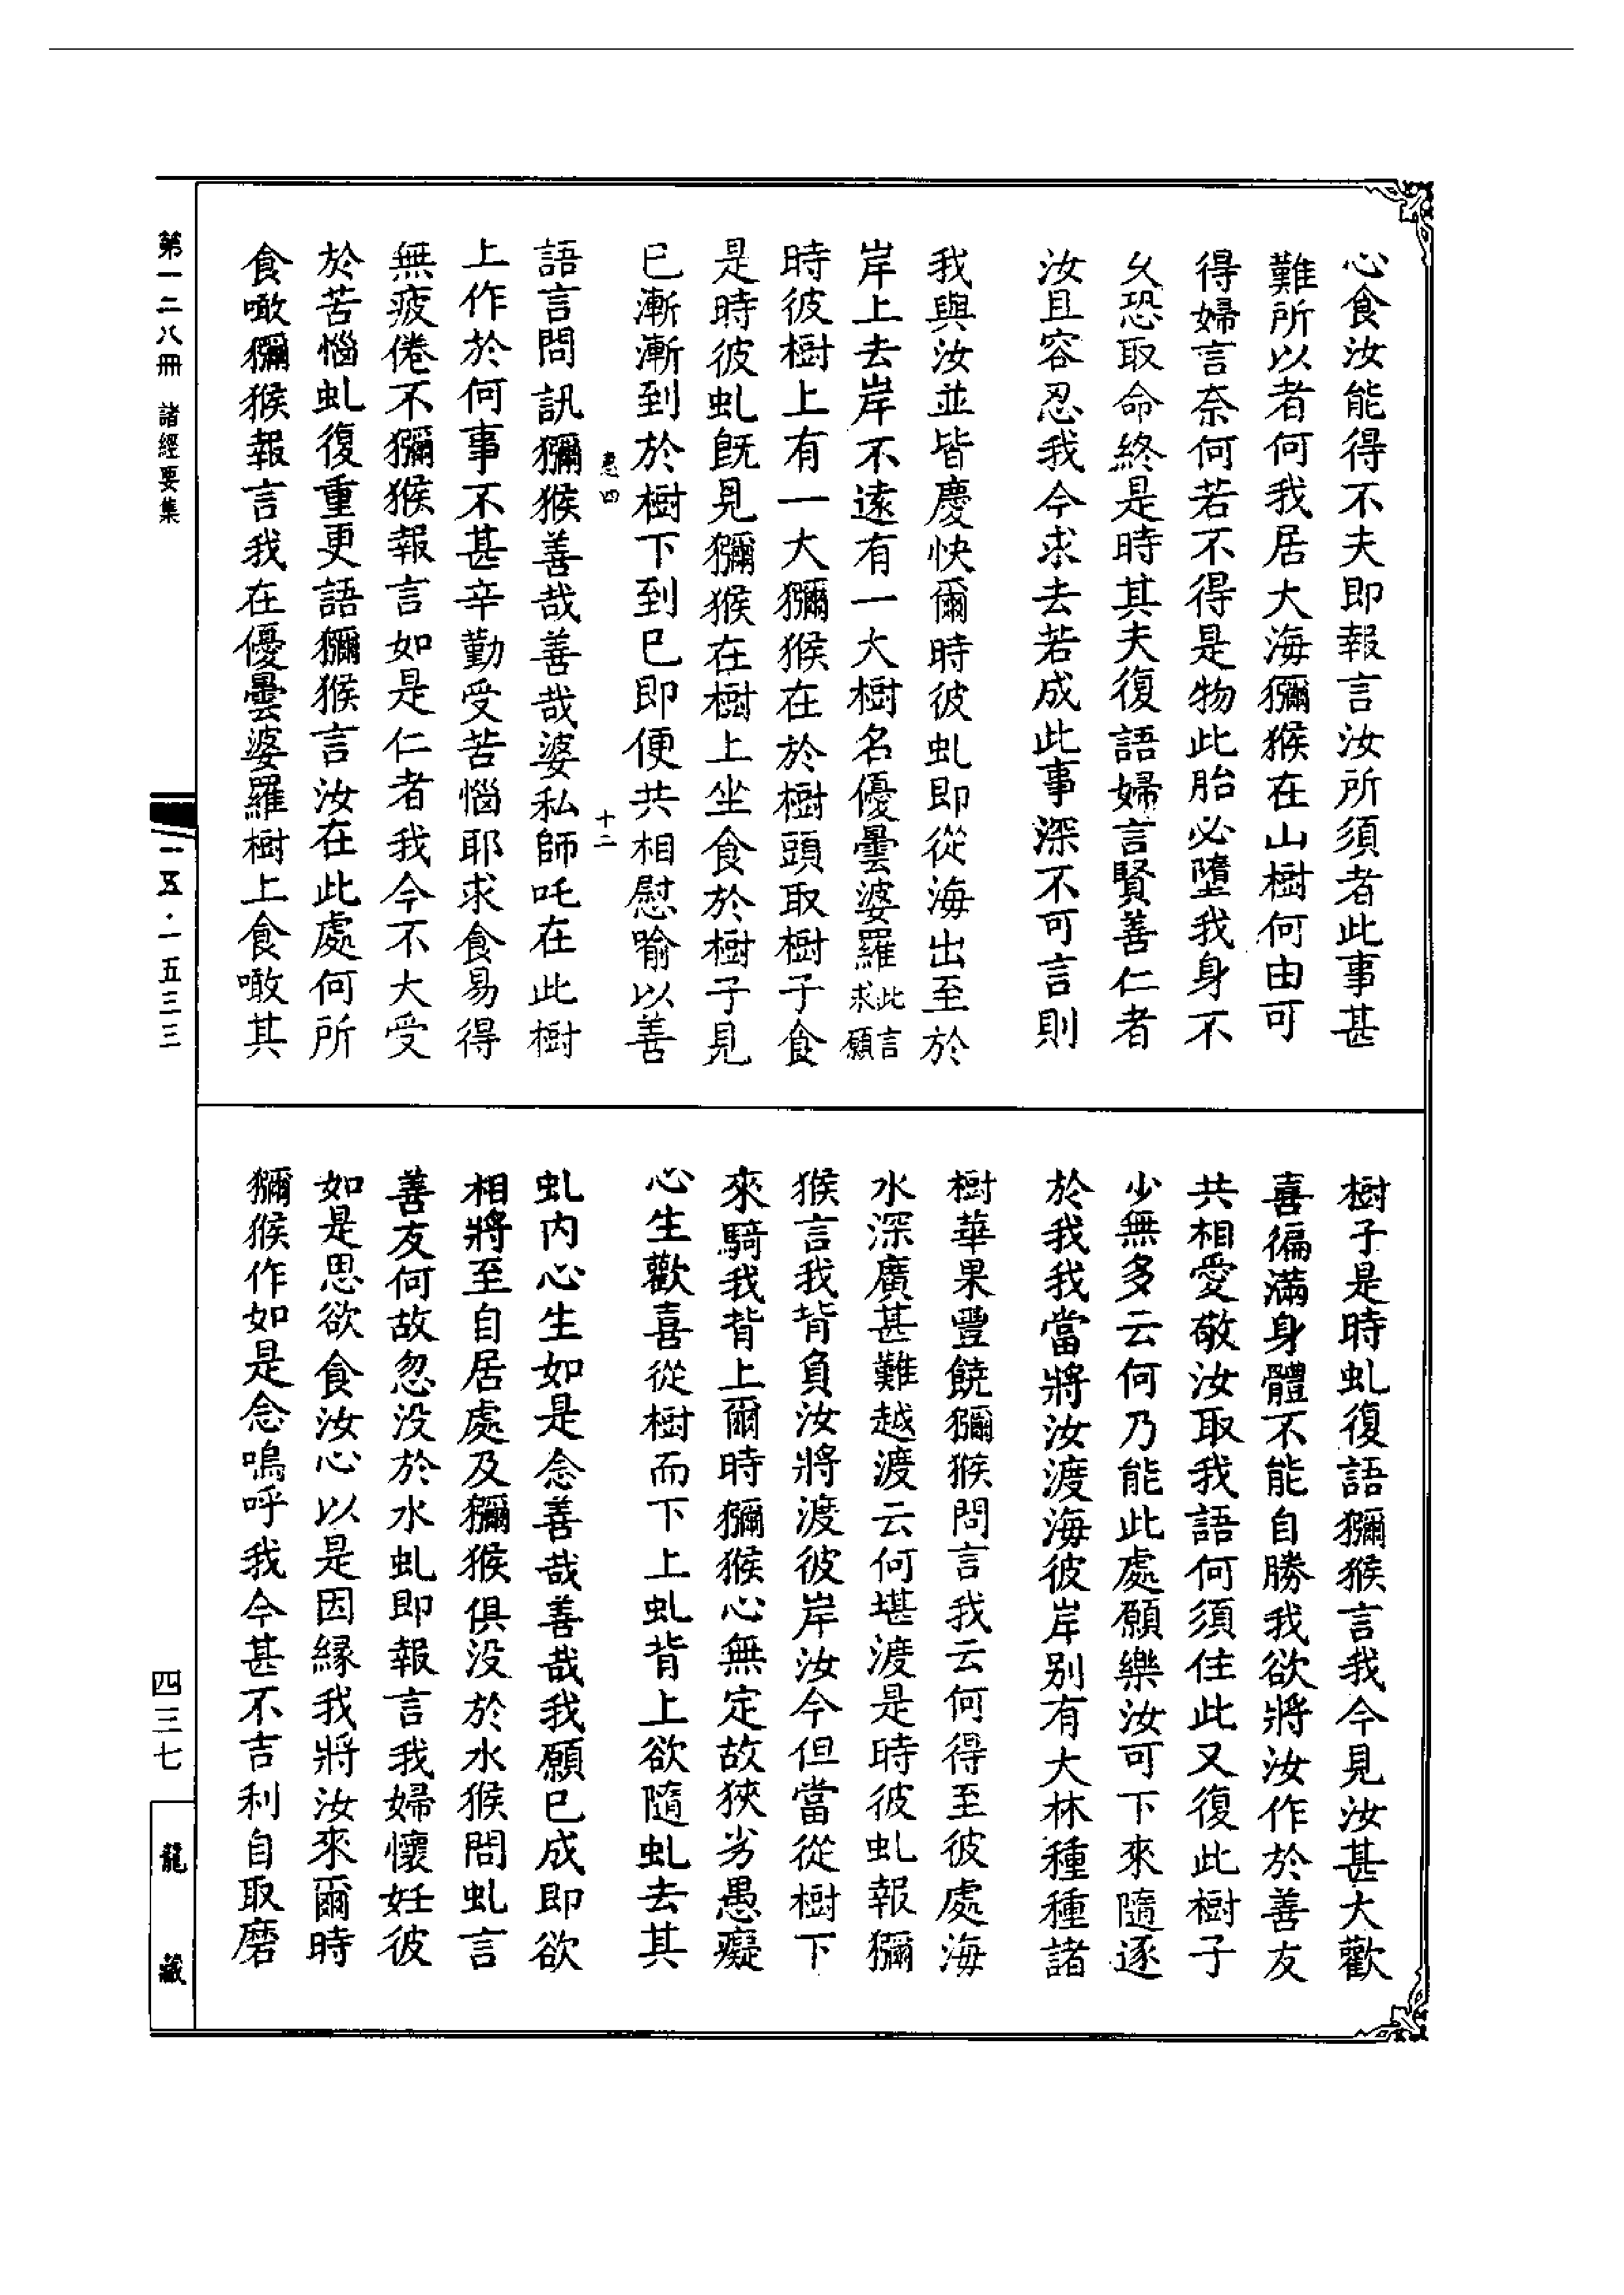 心食汝能得不夫即報言汝所須者此事甚
難所以者何我居大海獼猴在山樹何由可
得婦言奈何若不得是物此胎必墮我身不
久恐取命終是時其夫復語婦言賢善仁者
汝且容忍我今求去若成此事深不可言則
我與汝並皆慶快爾時彼虬即從海出至於
岸上去岸不遠有一大樹名優曇婆羅此言求願
時彼樹上有一大獼猴在於樹頭取樹子食
是時彼虬既見獼猴在樹上坐食於樹子見
已漸漸到於樹下到已即便共相慰喻以善
惠四 十二
語言問訊獼猴善哉善哉婆私師吒在此樹
上作於何事不甚辛勤受苦惱耶求食易得
無疲倦不獼猴報言如是仁者我今不大受
於苦惱虬復重更語獼猴言汝在此處何所
食噉獼猴報言我在優曇婆羅樹上食噉其
樹子是時虬復語獼猴言我今見汝甚大歡
喜徧滿身體不能自勝我欲將汝作於善友
共相愛敬汝取我語何須住此又復此樹子
少無多云何乃能此處願樂汝可下來隨逐
於我我當將汝渡海彼岸別有大林種種諸
樹華果豐饒獼猴問言我云何得至彼處海
水深廣甚難越渡云何堪渡是時彼虬報獼
猴言我背負汝將渡彼岸汝今但當從樹下
來騎我背上爾時獼猴心無定故狹劣愚癡
心生歡喜從樹而下上虬背上欲隨虬去其
虬內心生如是念善哉善哉我願已成即欲
相將至自居處及獼猴俱没於水猴問虬言
善友何故忽没於水虬即報言我婦懷妊彼
如是思欲食汝心以是因緣我將汝來爾時
獼猴作如是念嗚呼我今甚不吉利自取磨
第一二八冊 諸經要集
一一五·一五三三
四三七
龍藏